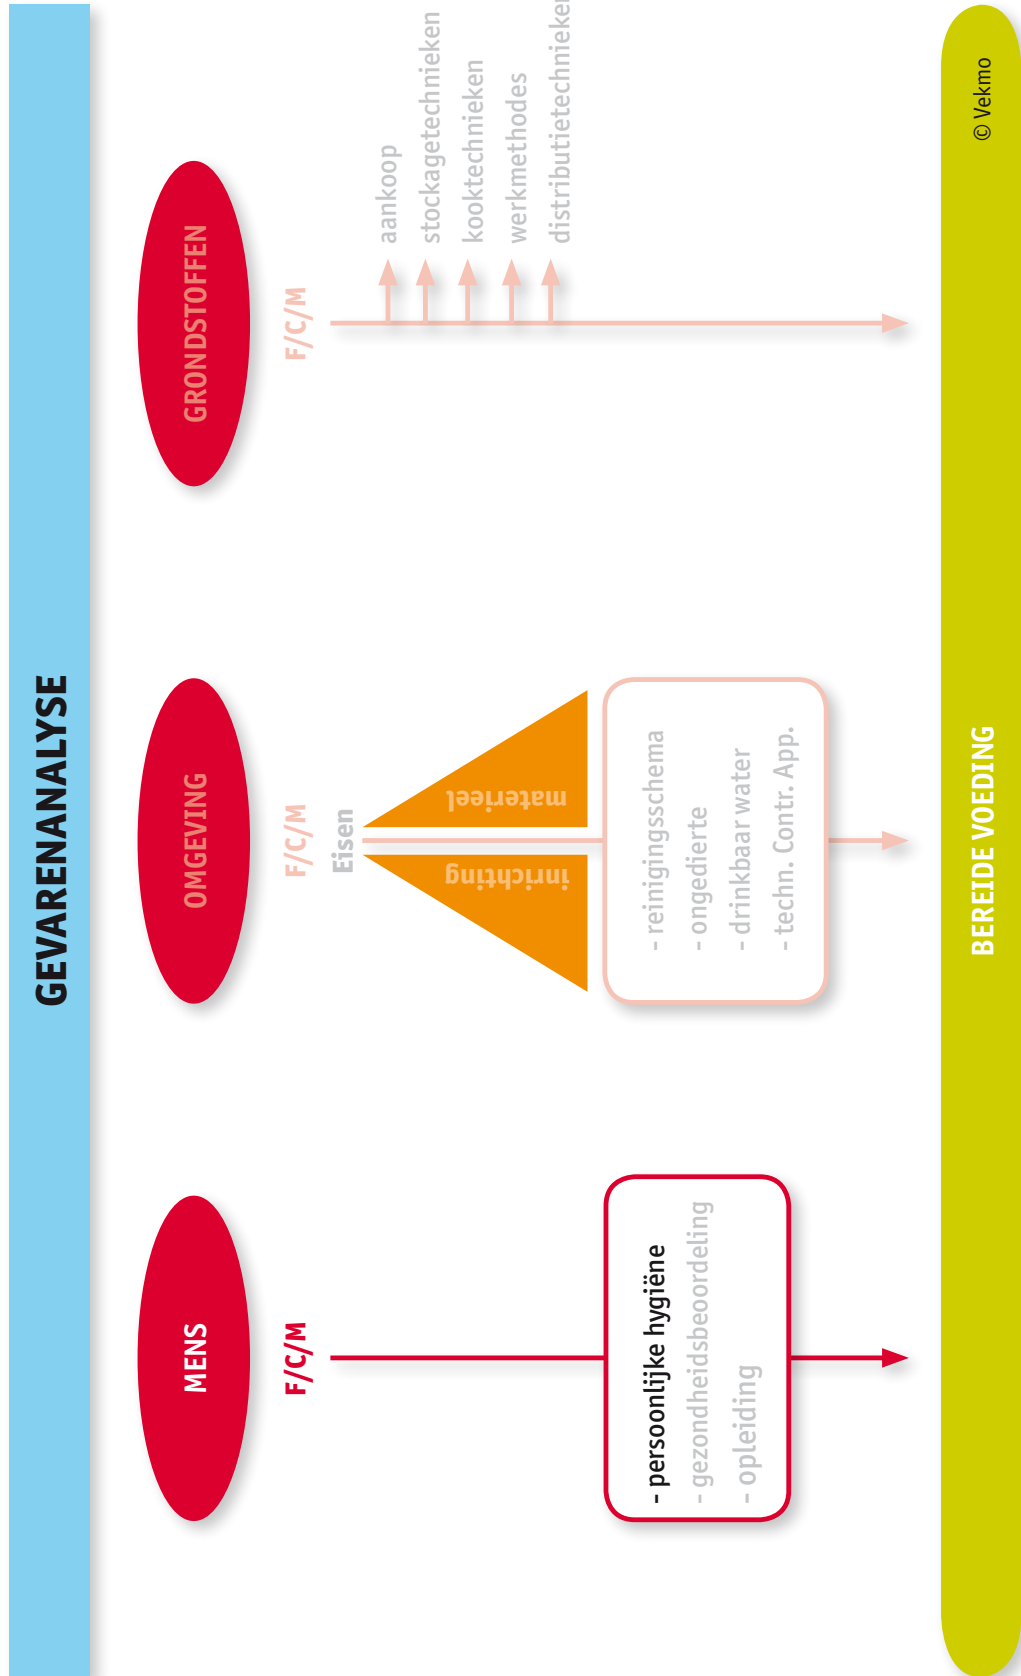 GEVARENANALYSE
MENS
F/C/M
- persoonlijke hygiëne
- gezondheidsbeoordeling
- opleiding
OMGEVING
F/C/M
Eisen
inrichting
materieel
- reinigingsschema
- ongedierte
- drinkbaar water
- techn. Contr. App.
GRONDSTOFFEN
F/C/M
aankoop
stockagetechnieken
kooktechnieken
werkmethodes
distributietechnieken
BEREIDE VOEDING
© Vekmo